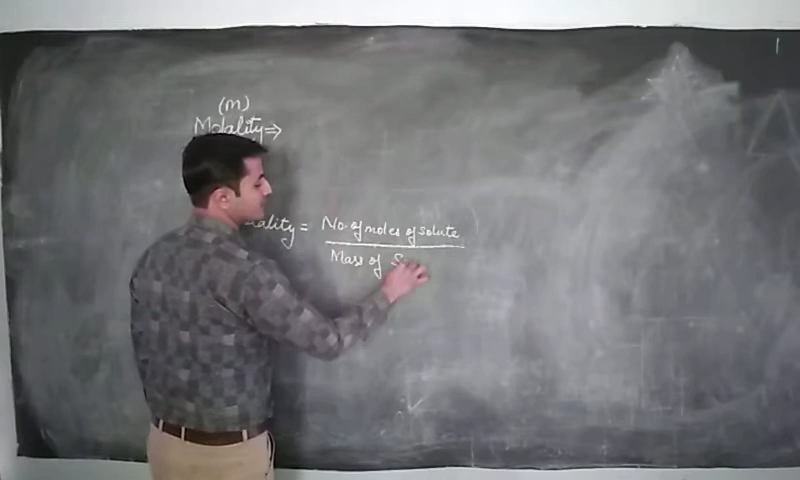 (m)
Molality ⇒
ality = No. of moles of solute
Mass of S